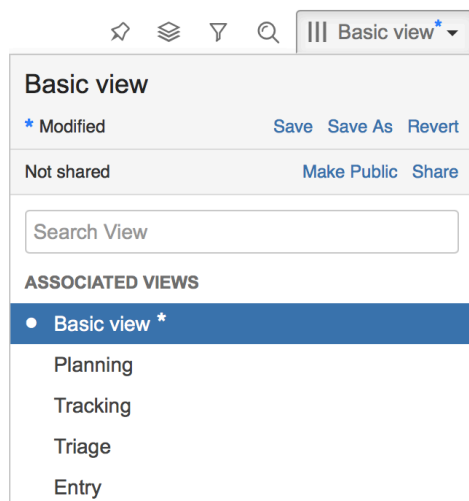 Basic view*
Basic view
* Modified Save Save As Revert
Not shared Make Public Share
Search View
ASSOCIATED VIEWS
Basic view *
Planning
Tracking
Triage
Entry